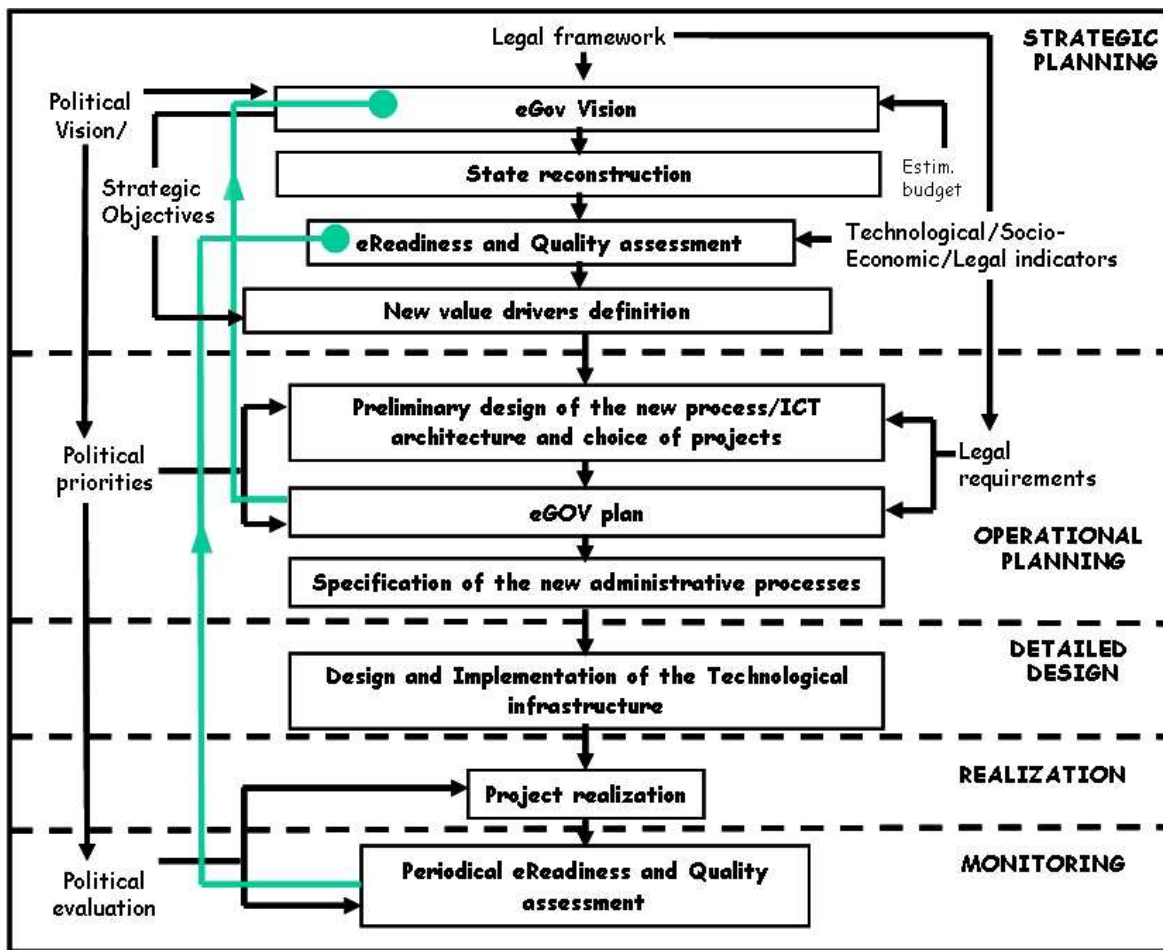 Legal framework
STRATEGIC
PLANNING
Political
Vision/
eGov Vision
State reconstruction
Estim.
budget
Strategic
Objectives
eReadiness and Quality assessment
Technological/Socio-
Economic/Legal indicators
New value drivers definition
Preliminary design of the new process/ICT
architecture and choice of projects
Political
priorities
Legal
requirements
eGOV plan
OPERATIONAL
PLANNING
Specification of the new administrative processes
DETAILED
DESIGN
Design and Implementation of the Technological
infrastructure
REALIZATION
Project realization
MONITORING
Political
evaluation
Periodical eReadiness and Quality
assessment